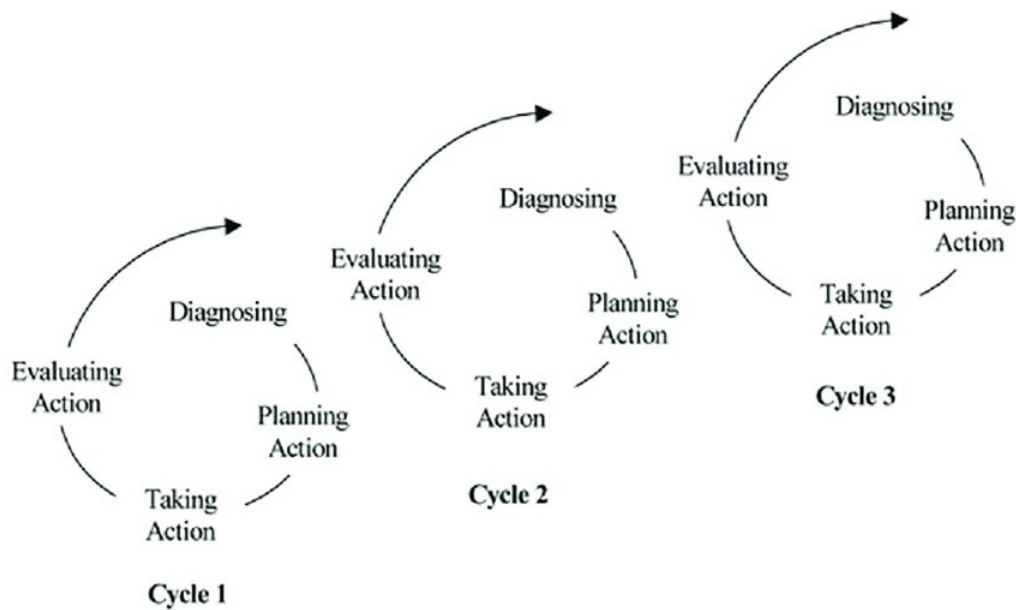 Diagnosing
Planning
Action
Taking
Action
Evaluating
Action
Cycle 1
Diagnosing
Planning
Action
Taking
Action
Evaluating
Action
Cycle 2
Diagnosing
Planning
Action
Taking
Action
Evaluating
Action
Cycle 3